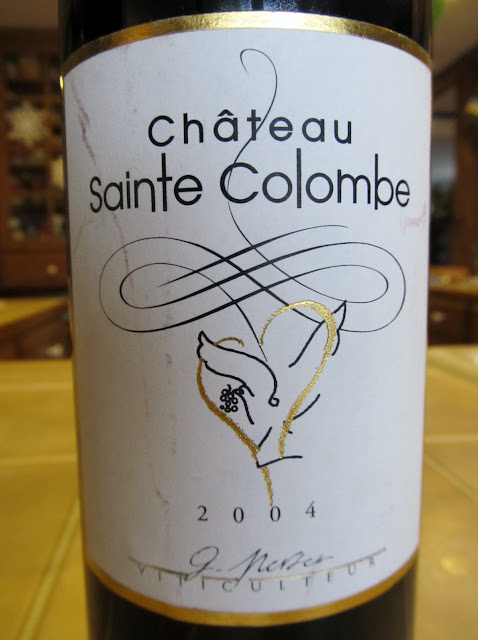 Château
Sainte Colombe
2004
VITICULTEUR